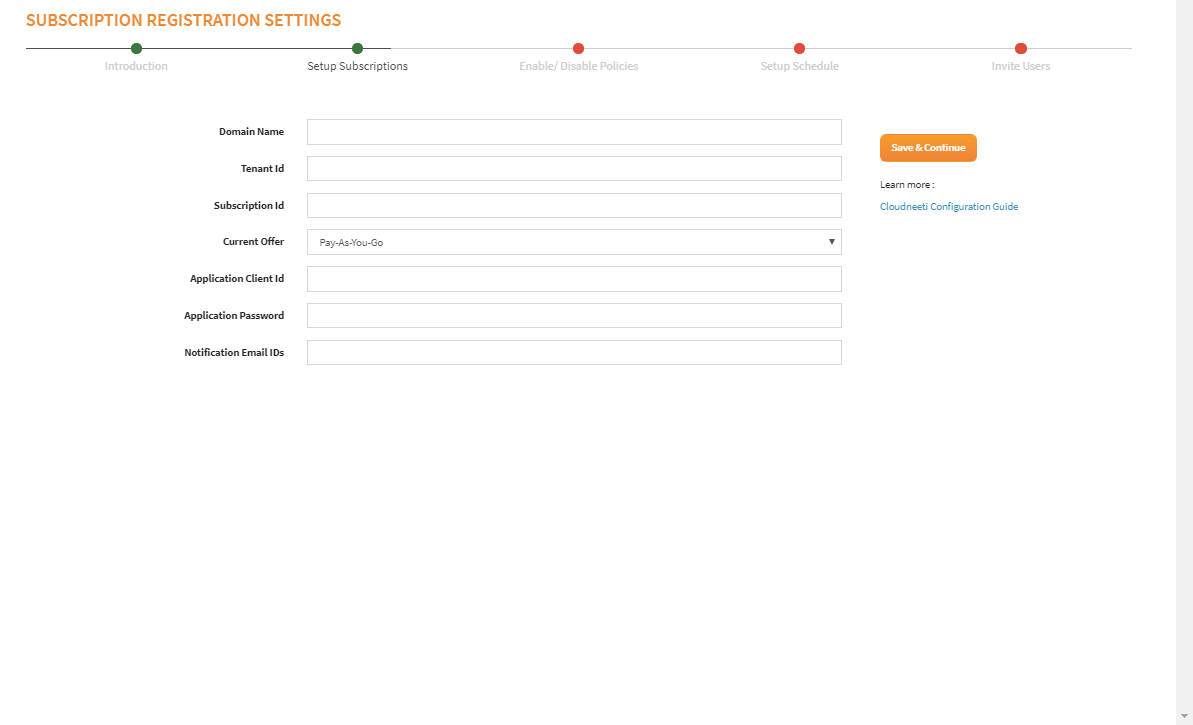 SUBSCRIPTION REGISTRATION SETTINGS
Introduction
Setup Subscriptions
Enable/ Disable Policies
Setup Schedule
Invite Users
Domain Name
Save & Continue
Tenant Id
Learn more :
Subscription Id
Cloudneeti Configuration Guide
Current Offer
Pay-As-You-Go
Application Client Id
Application Password
Notification Email IDs